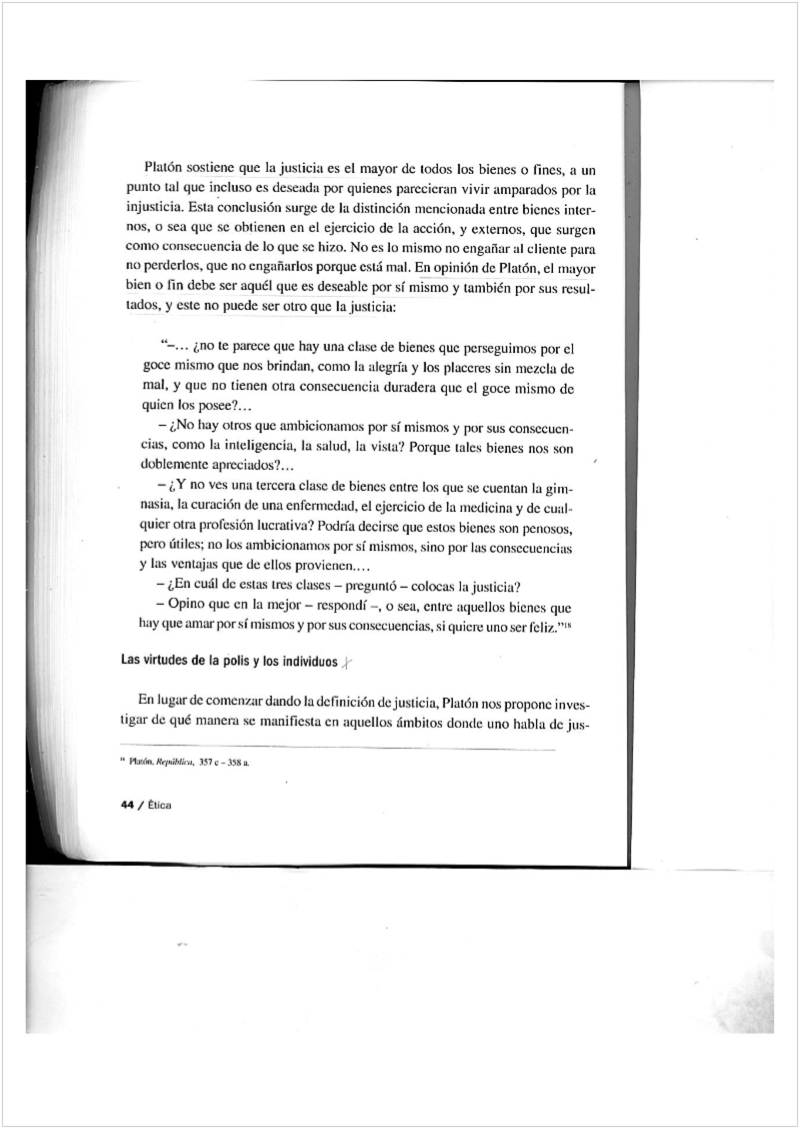 Platón sostiene que la justicia es el mayor de todos los bienes o fines, a un
punto tal que incluso es deseada por quienes parecieran vivir amparados por la
injusticia. Esta conclusión surge de la distinción mencionada entre bienes inter-
nos, o sea que se obtienen en el ejercicio de la acción, y externos, que surgen
como consecuencia de lo que se hizo. No es lo mismo no engañar al cliente para
no perderlos, que no engañarlos porque está mal. En opinión de Platón, el mayor
bien o fin debe ser aquél que es deseable por sí mismo y también por sus resul-
tados, y este no puede ser otro que la justicia:
“–… ¿no te parece que hay una clase de bienes que perseguimos por el
goce mismo que nos brindan, como la alegría y los placeres sin mezcla de
mal, y que no tienen otra consecuencia duradera que el goce mismo de
quien los posee?…
– ¿No hay otros que ambicionamos por sí mismos y por sus consecuen-
cias, como la inteligencia, la salud, la vista? Porque tales bienes nos son
doblemente apreciados?…
– ¿Y no ves una tercera clase de bienes entre los que se cuentan la gim-
nasia, la curación de una enfermedad, el ejercicio de la medicina y de cual-
quier otra profesión lucrativa? Podría decirse que estos bienes son penosos,
pero útiles; no los ambicionamos por sí mismos, sino por las consecuencias
y las ventajas que de ellos provienen.…
– ¿En cuál de estas tres clases – preguntó – colocas la justicia?
– Opino que en la mejor – respondí –, o sea, entre aquellos bienes que
hay que amar por sí mismos y por sus consecuencias, si quiere uno ser feliz.”¹⁸
Las virtudes de la polis y los individuos
En lugar de comenzar dando la definición de justicia, Platón nos propone inves-
tigar de qué manera se manifiesta en aquellos ámbitos donde uno habla de jus-
¹⁸ Platón, República, 357 c – 358 a.
44 / Ética